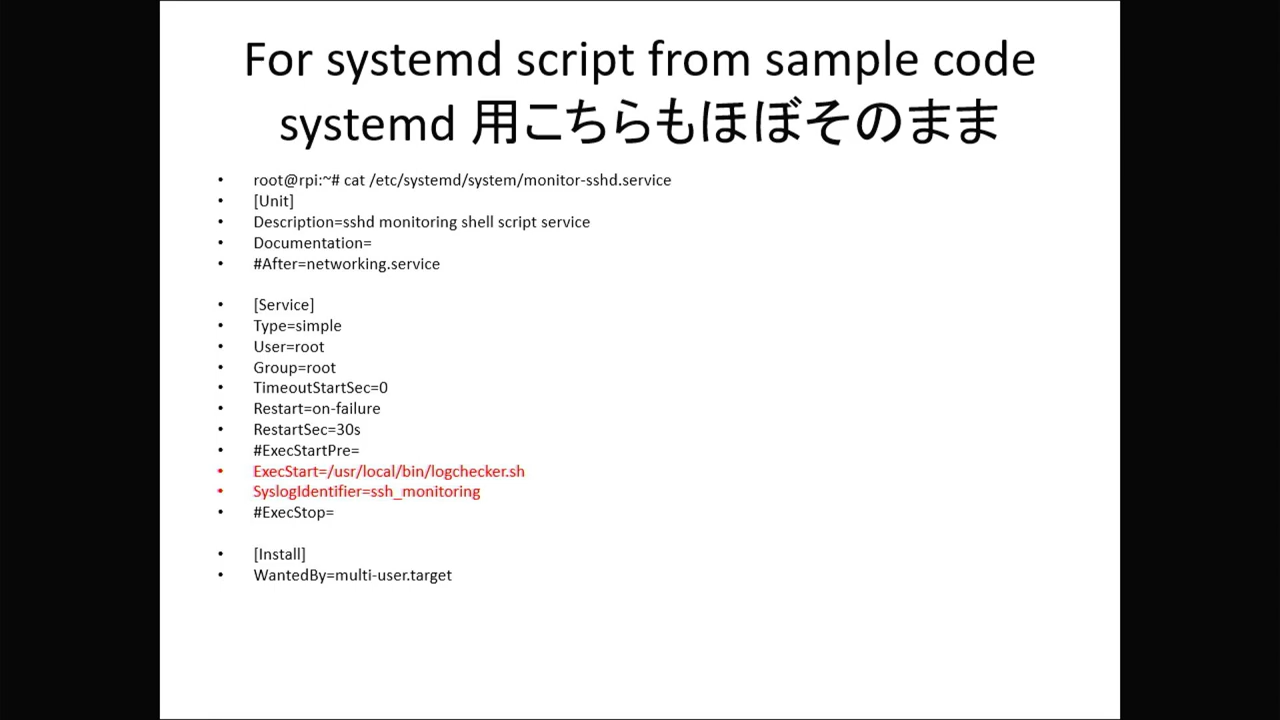 For systemd script from sample code
systemd 用こちらもほぼそのまま
• root@rpi:~# cat /etc/systemd/system/monitor-sshd.service
• [Unit]
• Description=sshd monitoring shell script service
• Documentation=
• #After=networking.service
• [Service]
• Type=simple
• User=root
• Group=root
• TimeoutStartSec=0
• Restart=on-failure
• RestartSec=30s
• #ExecStartPre=
• ExecStart=/usr/local/bin/logchecker.sh
• SyslogIdentifier=ssh_monitoring
• #ExecStop=
• [Install]
• WantedBy=multi-user.target